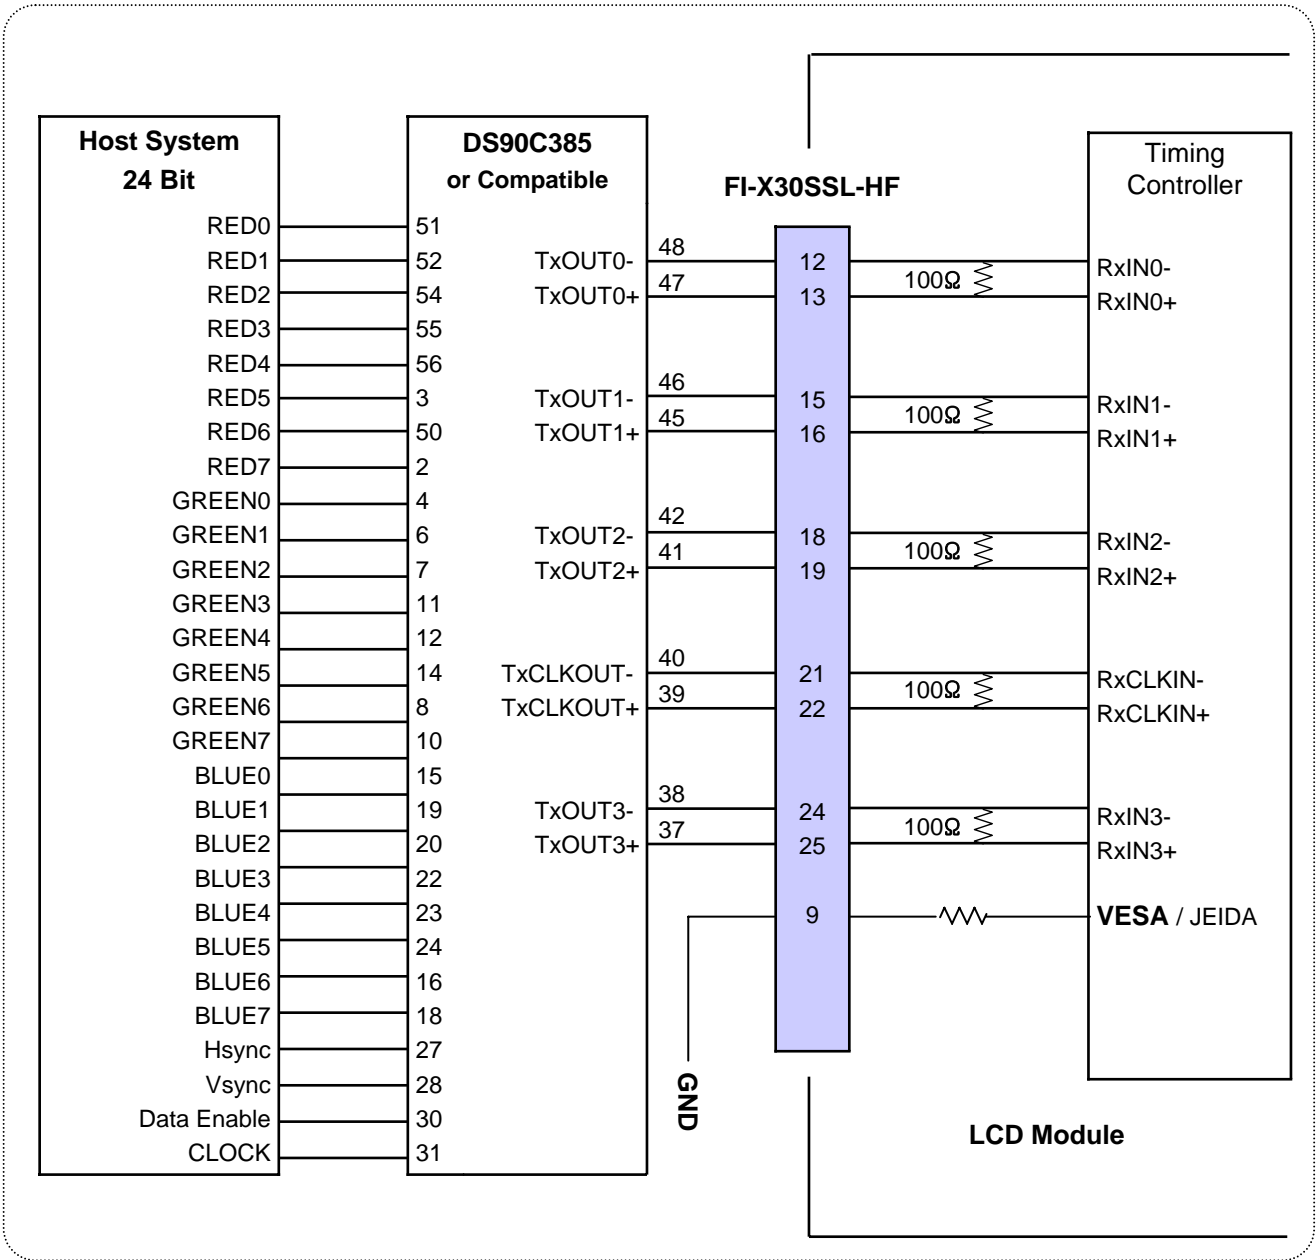 Host System
24 Bit
RED0
RED1
RED2
RED3
RED4
RED5
RED6
RED7
GREEN0
GREEN1
GREEN2
GREEN3
GREEN4
GREEN5
GREEN6
GREEN7
BLUE0
BLUE1
BLUE2
BLUE3
BLUE4
BLUE5
BLUE6
BLUE7
Hsync
Vsync
Data Enable
CLOCK
DS90C385
or Compatible
51
52
54
55
56
3
50
2
4
6
7
11
12
14
8
10
15
19
20
22
23
24
16
18
27
28
30
31
TxOUT0-
TxOUT0+
TxOUT1-
TxOUT1+
TxOUT2-
TxOUT2+
TxCLKOUT-
TxCLKOUT+
TxOUT3-
TxOUT3+
48
47
46
45
42
41
40
39
38
37
GND
FI-X30SSL-HF
12
13
15
16
18
19
21
22
24
25
9
100Ω
100Ω
100Ω
100Ω
100Ω
Timing
Controller
RxIN0-
RxIN0+
RxIN1-
RxIN1+
RxIN2-
RxIN2+
RxCLKIN-
RxCLKIN+
RxIN3-
RxIN3+
VESA / JEIDA
LCD Module